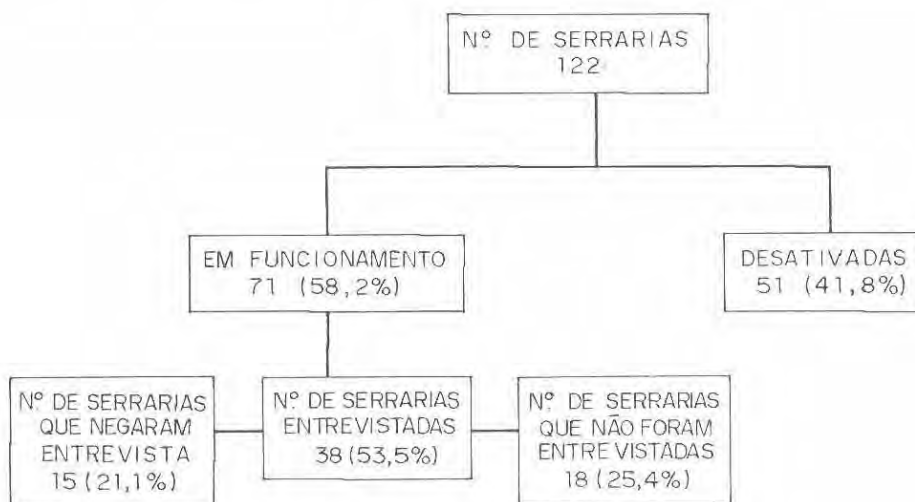 Nº DE SERRARIAS
122
EM FUNCIONAMENTO
71 (58,2%)
DESATIVADAS
51 (41,8%)
Nº DE SERRARIAS
QUE NEGARAM
ENTREVISTA
15 (21,1%)
Nº DE SERRARIAS
ENTREVISTADAS
38 (53,5%)
Nº DE SERRARIAS
QUE NÃO FORAM
ENTREVISTADAS
18 (25,4%)